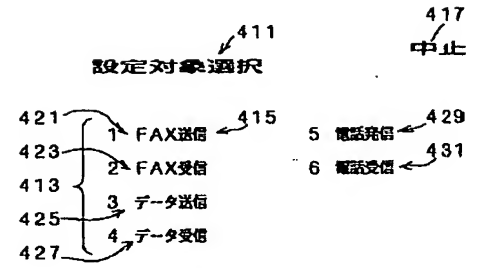 417
411
中止
設定対象選択
421
1 FAX送信
415
5 電話発信
429
423
2 FAX受信
6 電話受信
431
413
3 データ送信
425
4 データ受信
427